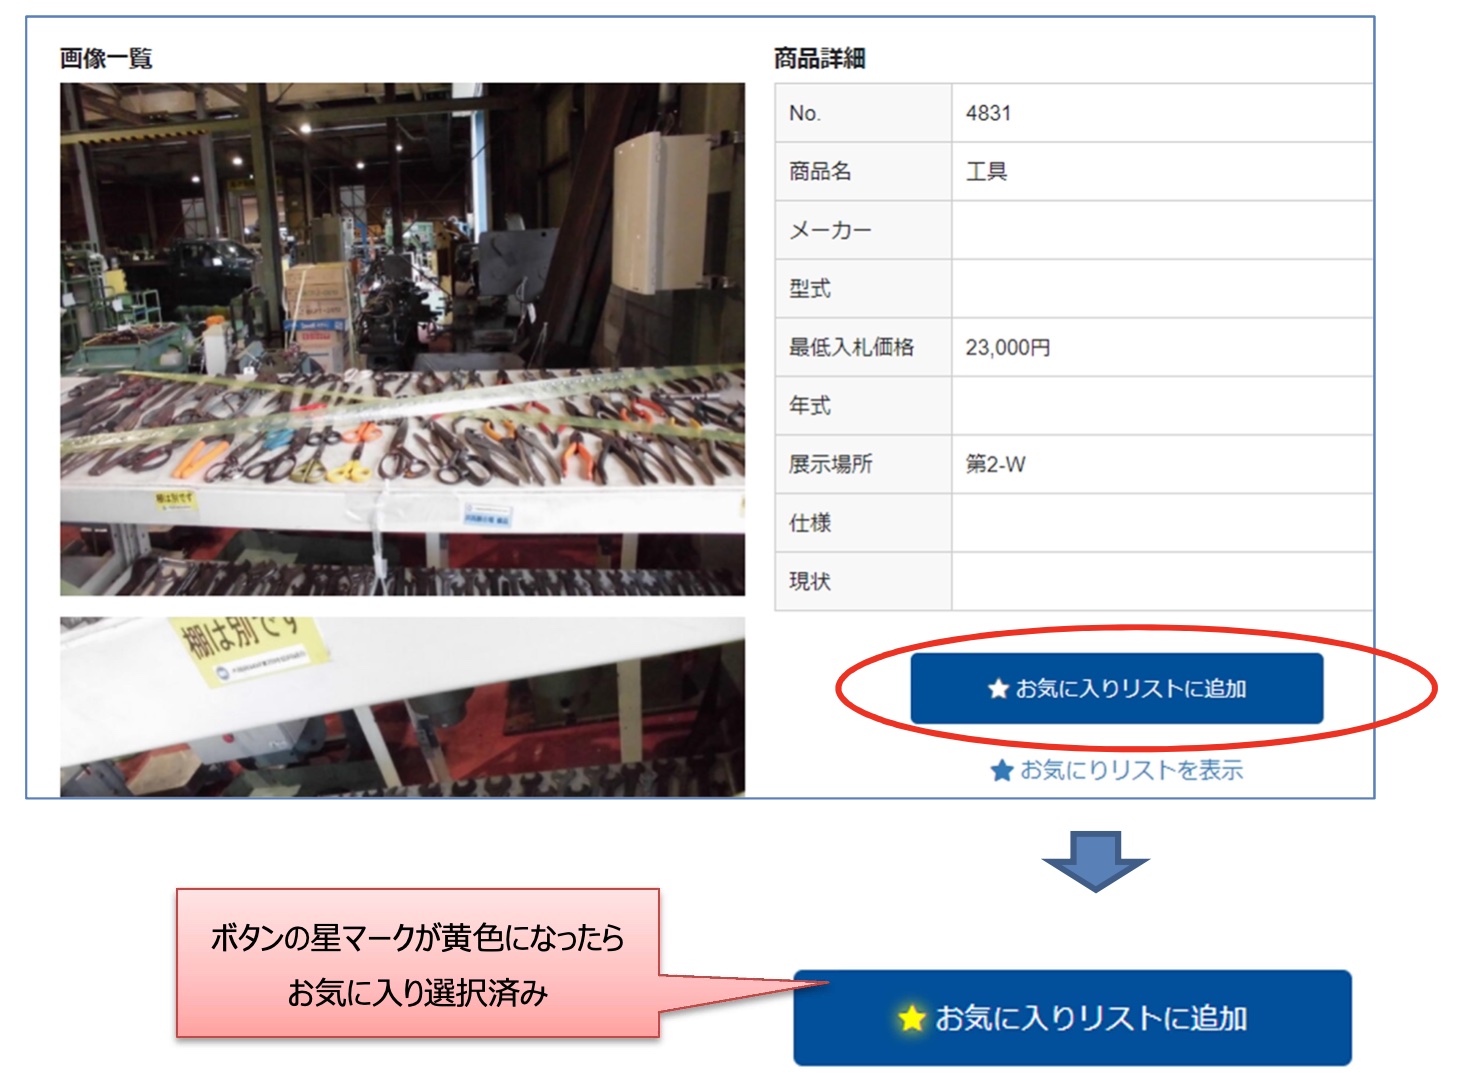 画像一覧
商品詳細
No. 4831
商品名 工具
メーカー
型式
最低入札価格 23,000円
年式
展示場所 第2-W
仕様
現状
棚は別です
棚は別です
★お気に入りリストに追加
★お気にりリストを表示
ボタンの星マークが黄色になったら
お気に入り選択済み
★お気に入りリストに追加